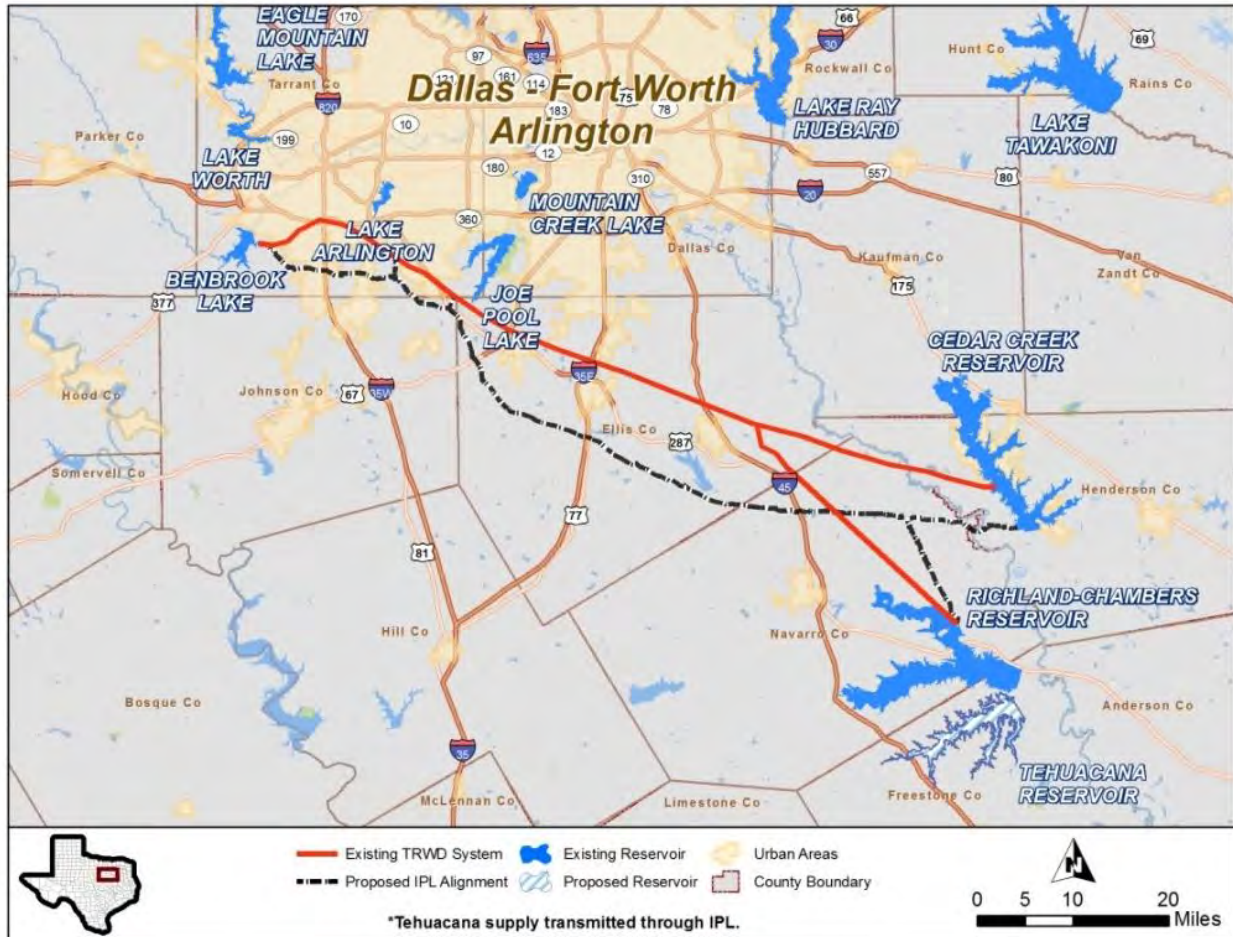 EAGLE
MOUNTAIN
LAKE
170
Tarrant Co
820
97
635
161
114
Dallas - Fort Worth
Arlington
75
78
183
10
12
180
310
360
66
30
Rockwall Co
Hunt Co
69
Rains Co
LAKE RAY
HUBBARD
LAKE
TAWAKONI
557
80
20
Parker Co
199
LAKE
WORTH
MOUNTAIN
CREEK LAKE
LAKE
ARLINGTON
Dallas Co
Kaufman Co
Van
Zandt Co
175
BENBROOK
LAKE
377
JOE
POOL
LAKE
CEDAR CREEK
RESERVOIR
Hood Co
Johnson Co
67
35W
35E
Ellis Co
287
Somervell Co
45
Henderson Co
77
81
RICHLAND-CHAMBERS
RESERVOIR
Hill Co
Navarro Co
Bosque Co
Anderson Co
35
TEHUACANA
RESERVOIR
McLennan Co
Limestone Co
Freestone Co
Existing TRWD System
Existing Reservoir
Urban Areas
Proposed IPL Alignment
Proposed Reservoir
County Boundary
*Tehuacana supply transmitted through IPL.
N
0 5 10 20
Miles